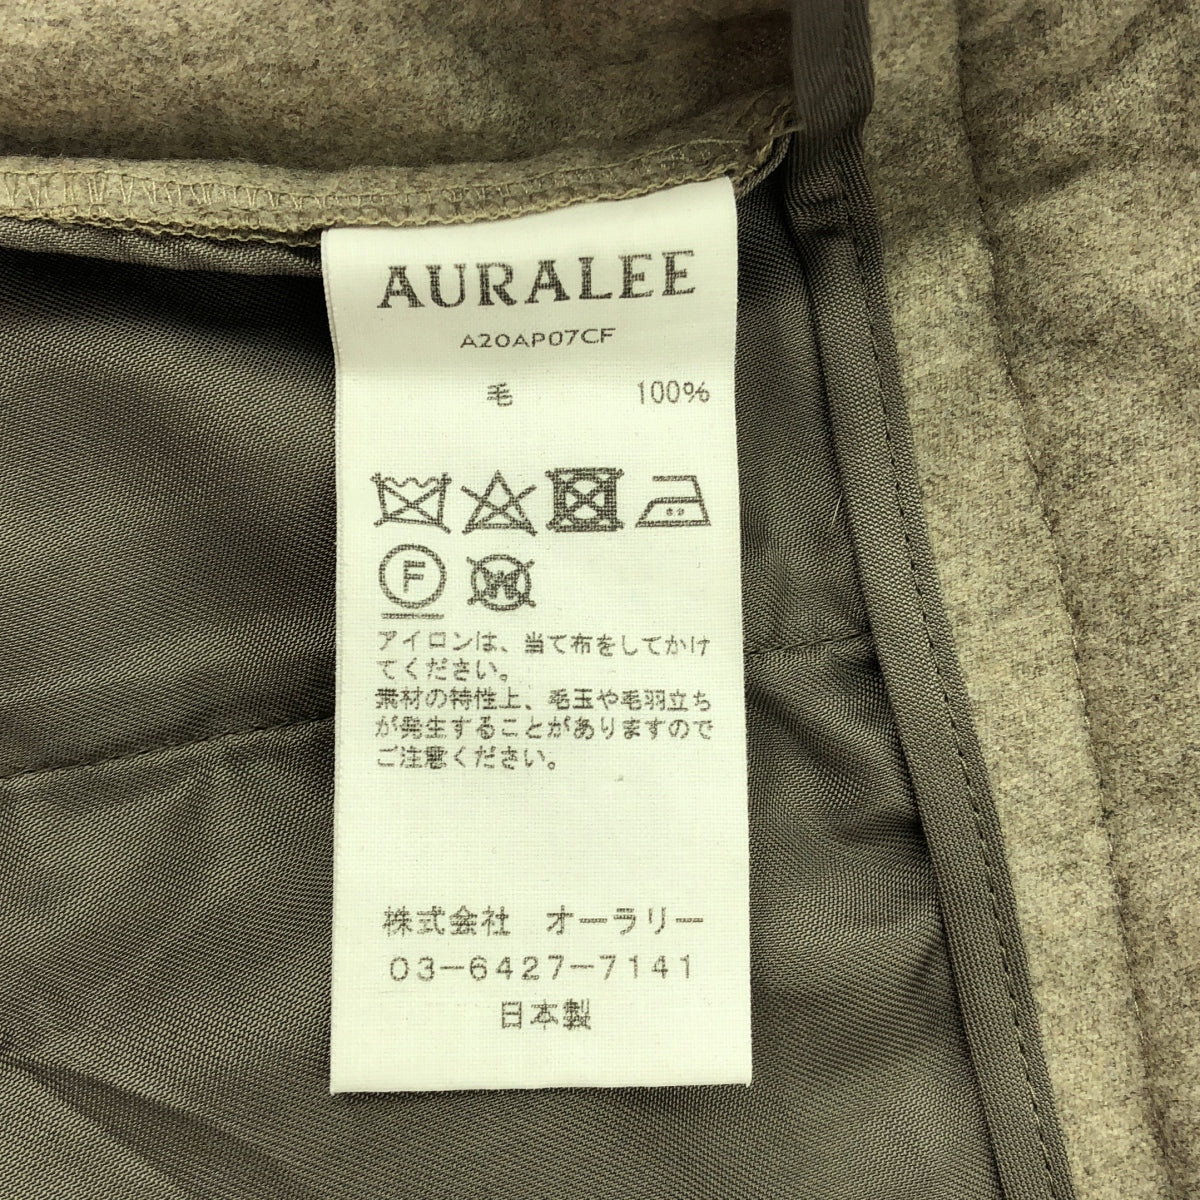 AURALEE
A20AP07CF
毛 100%
F
W
アイロンは、当て布をしてかけ
てください。
素材の特性上、毛玉や毛羽立ち
が発生することがありますので
ご注意ください。
株式会社 オーラリー
03-6427-7141
日本製